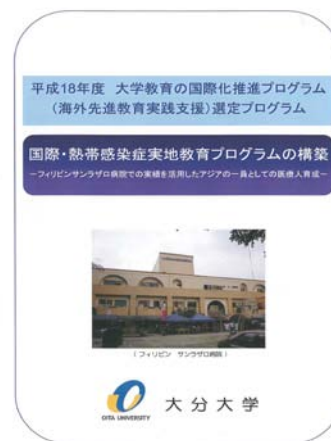 平成18年度 大学教育の国際化推進プログラム
（海外先進教育実践支援）選定プログラム
国際・熱帯感染症実地教育プログラムの構築
－フィリピンサンラザロ病院での実績を活用したアジアの一員としての医療人育成－
（フィリピン サンラザロ病院）
OITA UNIVERSITY
大分大学